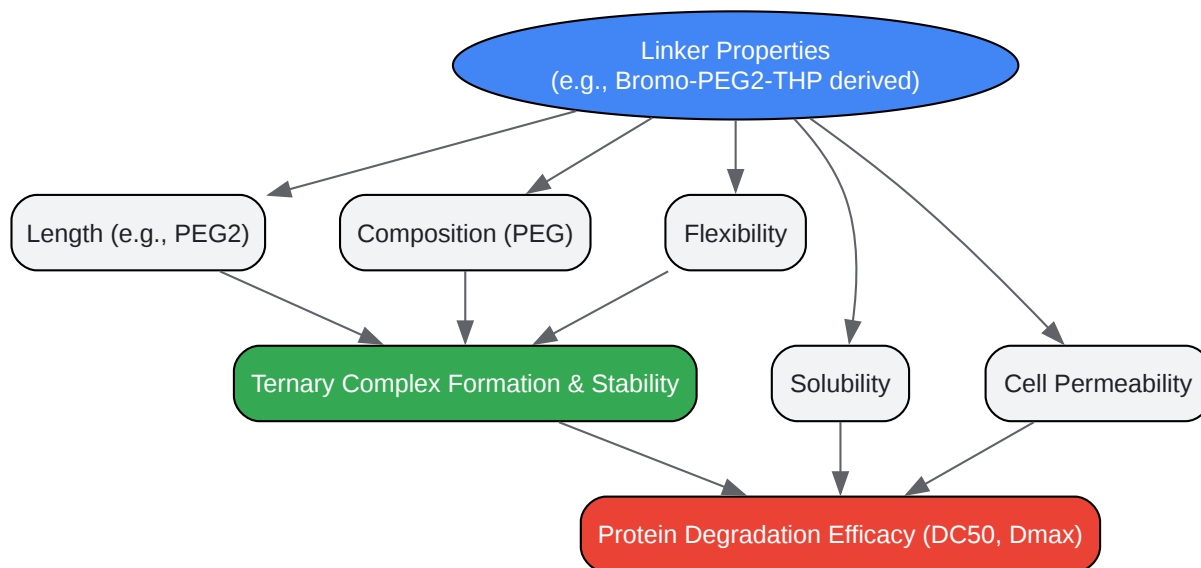 Linker Properties
(e.g., Bromo-PEG2-THP derived)
Length (e.g., PEG2)
Composition (PEG)
Flexibility
Ternary Complex Formation & Stability
Solubility
Cell Permeability
Protein Degradation Efficacy (DC50, Dmax)